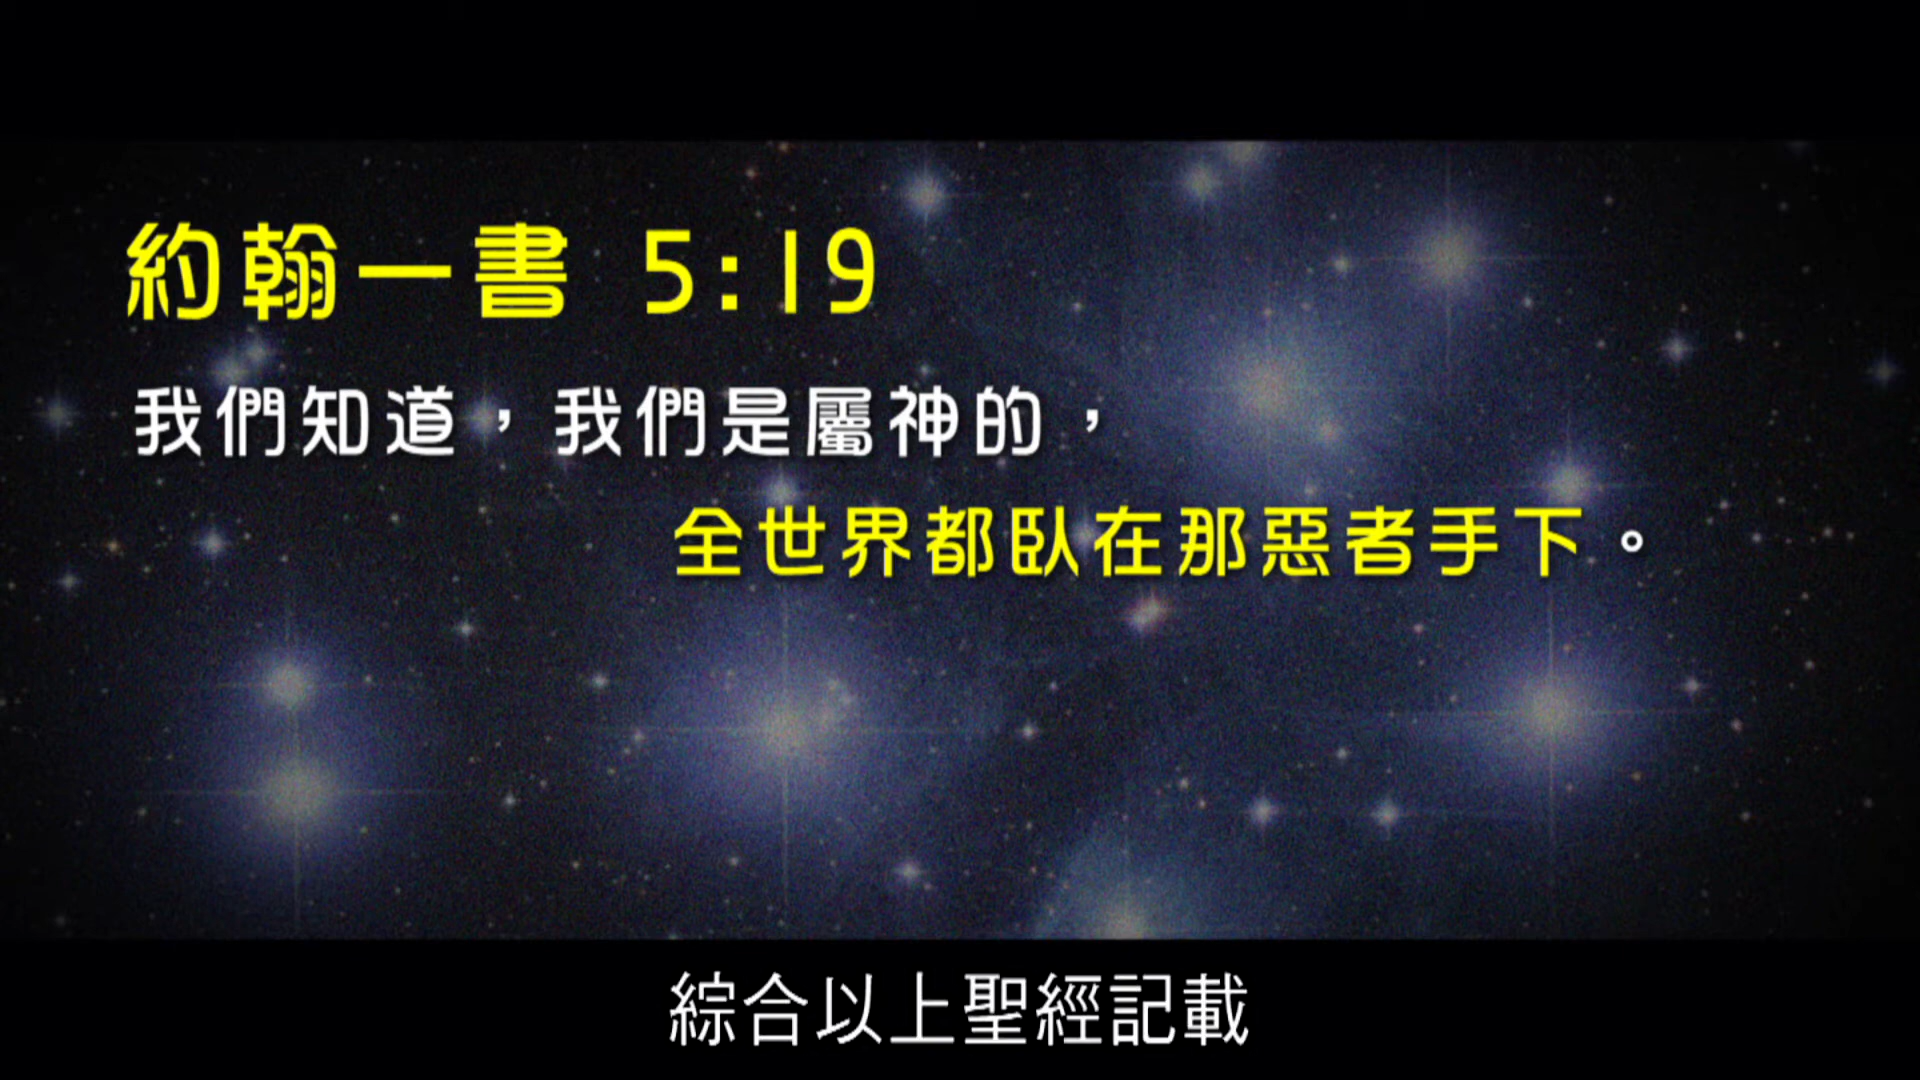 約翰一書 5:19
我們知道，我們是屬神的，
全世界都臥在那惡者手下。
綜合以上聖經記載